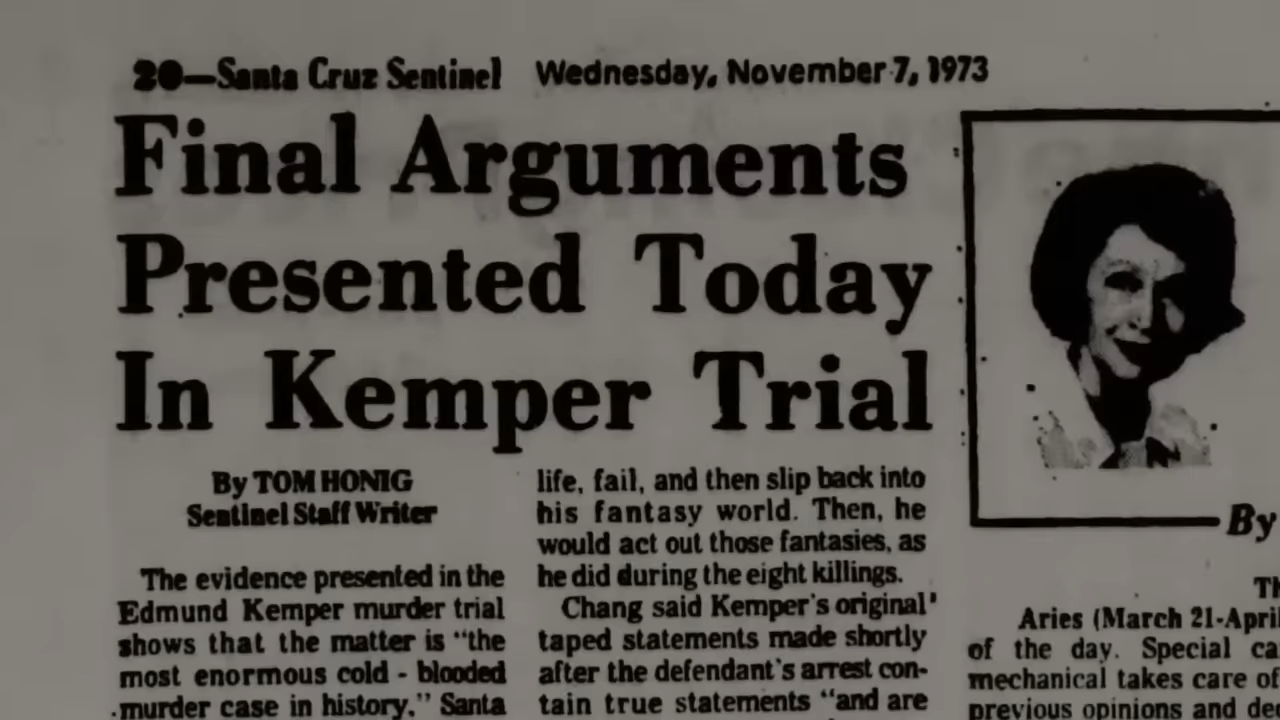 20—Santa Cruz Sentinel Wednesday, November 7, 1973
Final Arguments
Presented Today
In Kemper Trial
By TOM HONIG
Sentinel Staff Writer
The evidence presented in the
Edmund Kemper murder trial
shows that the matter is "the
most enormous cold - blooded
murder case in history." Santa
life, fail, and then slip back into
his fantasy world. Then, he
would act out those fantasies, as
he did during the eight killings.
Chang said Kemper's original
taped statements made shortly
after the defendant's arrest con-
tain true statements "and are
By
Aries (March 21-April
of the day. Special
mechanical takes care of
previous opinions and